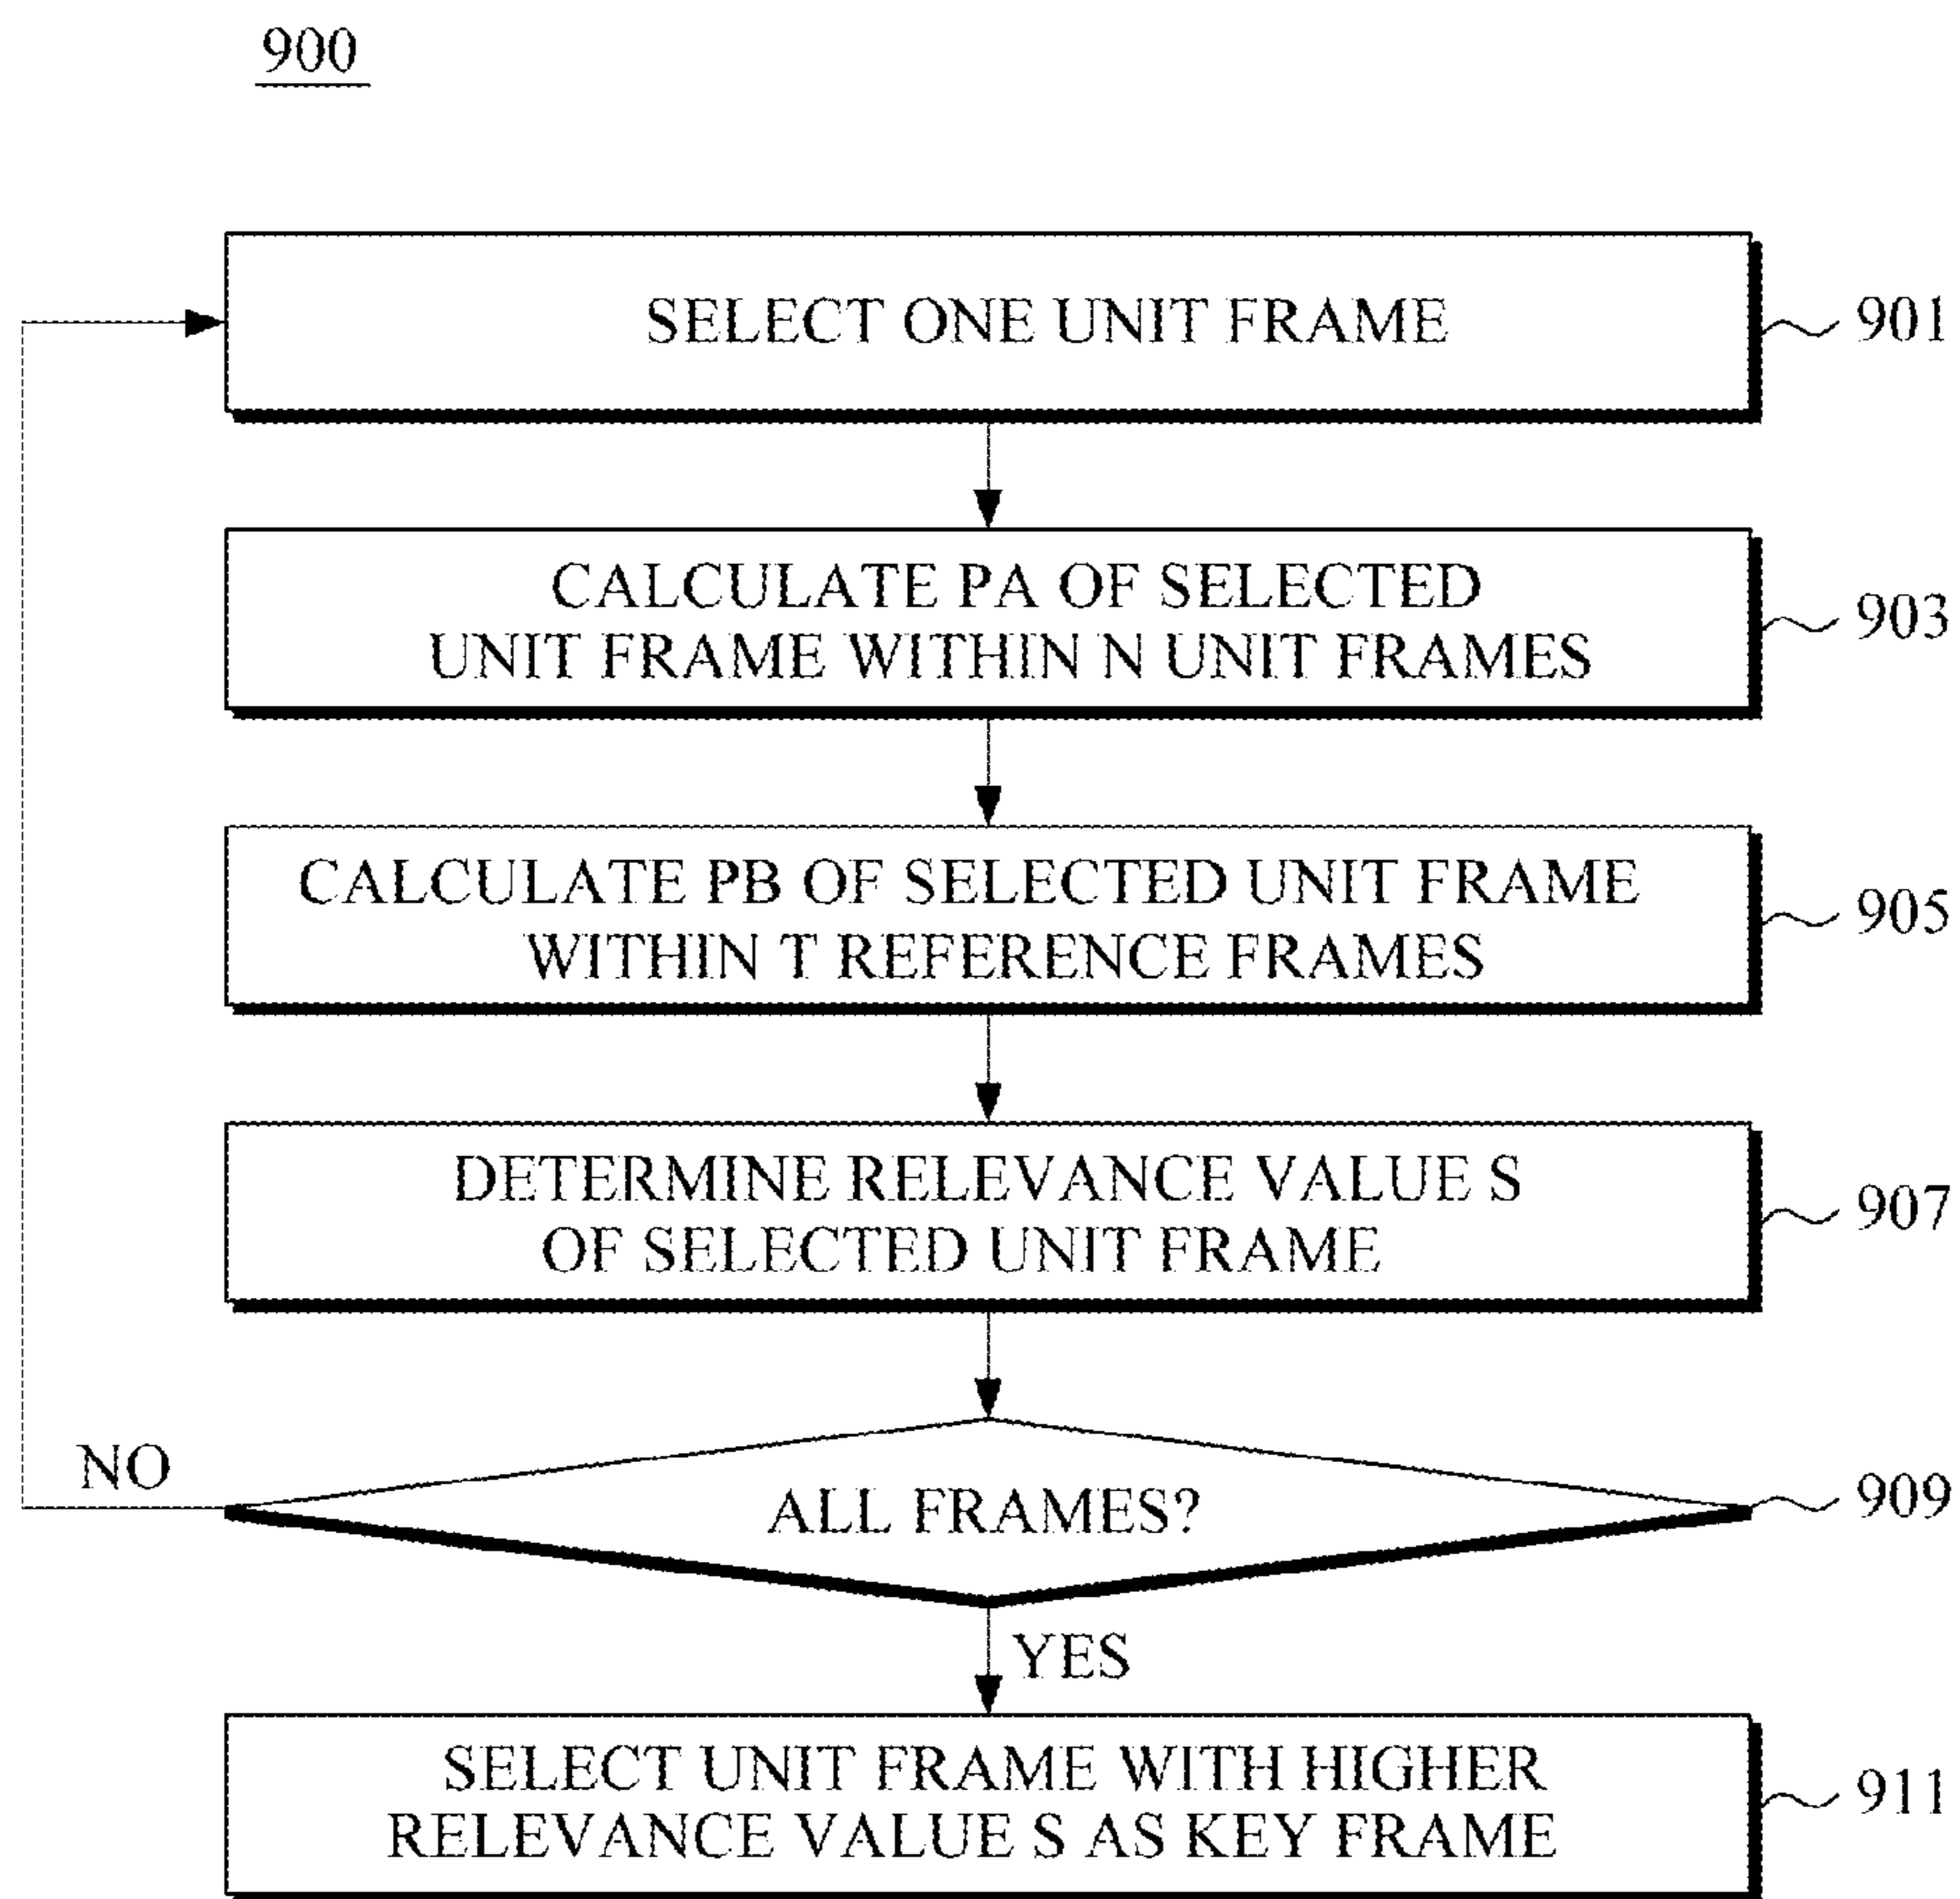 900
SELECT ONE UNIT FRAME
901
CALCULATE PA OF SELECTED
UNIT FRAME WITHIN N UNIT FRAMES
903
CALCULATE PB OF SELECTED UNIT FRAME
WITHIN T REFERENCE FRAMES
905
DETERMINE RELEVANCE VALUE S
OF SELECTED UNIT FRAME
907
NO
ALL FRAMES?
909
YES
SELECT UNIT FRAME WITH HIGHER
RELEVANCE VALUE S AS KEY FRAME
911